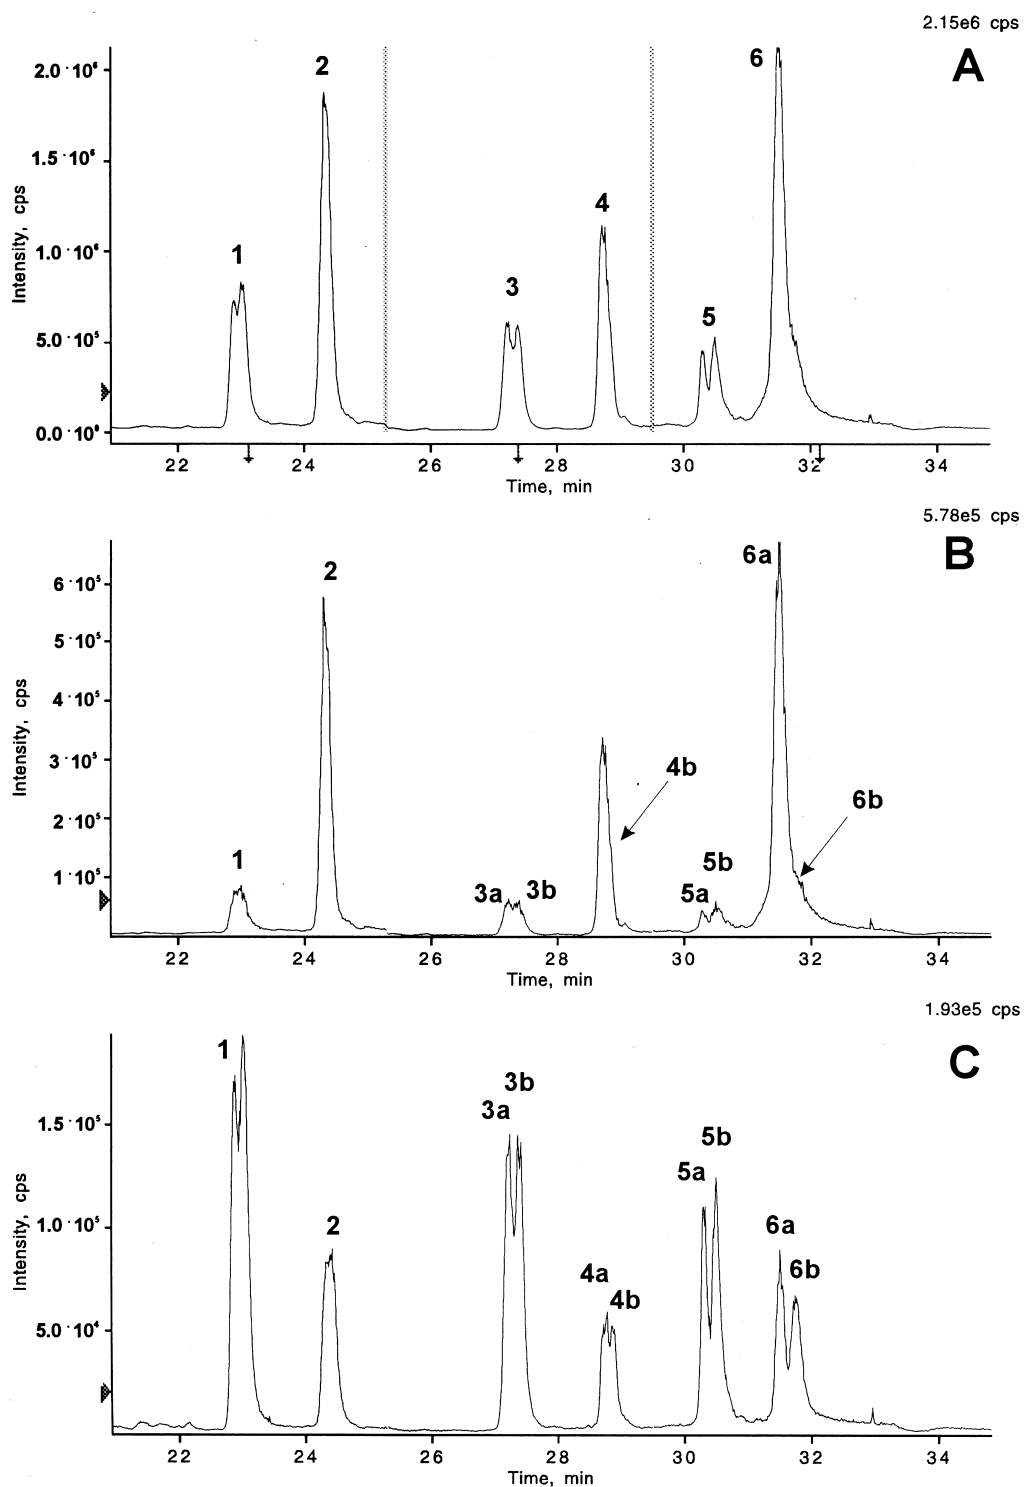 2.15e6 cps
A
2.0 · 10⁶
1.5 · 10⁶
1.0 · 10⁶
5.0 · 10⁵
0.0 · 10⁰
Intensity, cps
1
2
3
4
5
6
22 24 26 28 30 32 34
Time, min
5.78e5 cps
B
6 · 10⁵
5 · 10⁵
4 · 10⁵
3 · 10⁵
2 · 10⁵
1 · 10⁵
Intensity, cps
1
2
3a 3b
4b
5a
5b
6a
6b
22 24 26 28 30 32 34
Time, min
1.93e5 cps
C
1.5 · 10⁵
1.0 · 10⁵
5.0 · 10⁴
Intensity, cps
1
2
3a
3b
4a
4b
5a
5b
6a
6b
22 24 26 28 30 32 34
Time, min